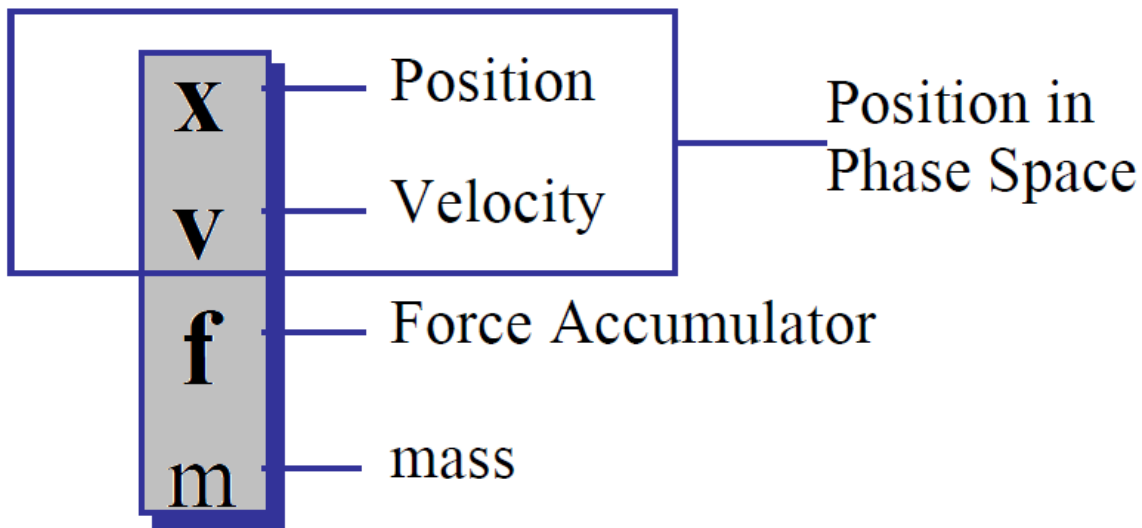 x
Position
v
Velocity
Position in
Phase Space
f
Force Accumulator
m
mass